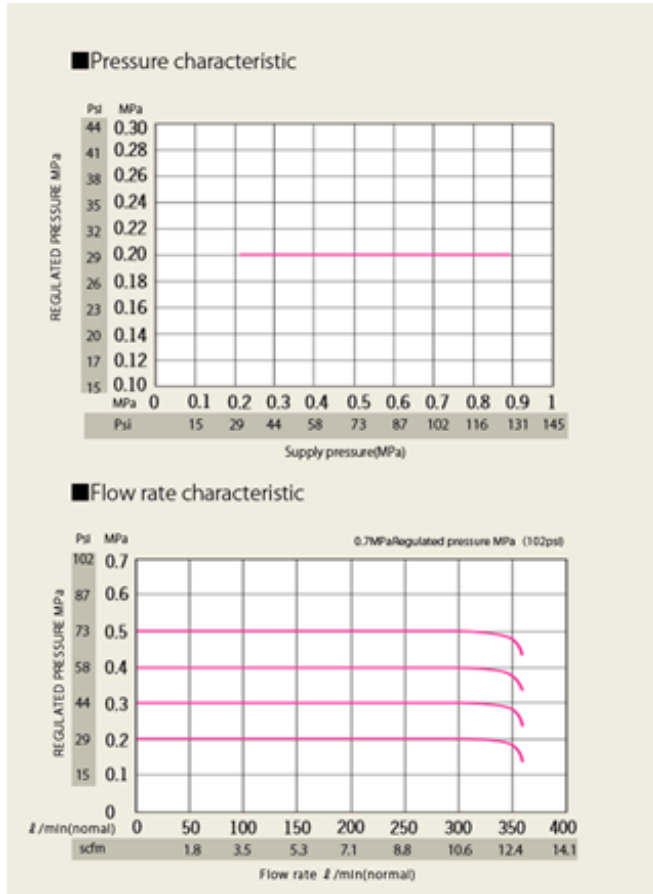 ■Pressure characteristic
Psi MPa
44 0.30
41 0.28
38 0.26
35 0.24
32 0.22
29 0.20
26 0.18
23 0.16
20 0.14
17 0.12
15 0.10
REGULATED PRESSURE MPa
MPa 0 0.1 0.2 0.3 0.4 0.5 0.6 0.7 0.8 0.9 1
Psi 15 29 44 58 73 87 102 116 131 145
Supply pressure(MPa)
■Flow rate characteristic
Psi MPa 0.7MPaRegulated pressure MPa (102psi)
102 0.7
87 0.6
73 0.5
58 0.4
44 0.3
29 0.2
15 0.1
0
REGULATED PRESSURE MPa
ℓ/min(nomal) 0 50 100 150 200 250 300 350 400
scfm 1.8 3.5 5.3 7.1 8.8 10.6 12.4 14.1
Flow rate ℓ/min(normal)